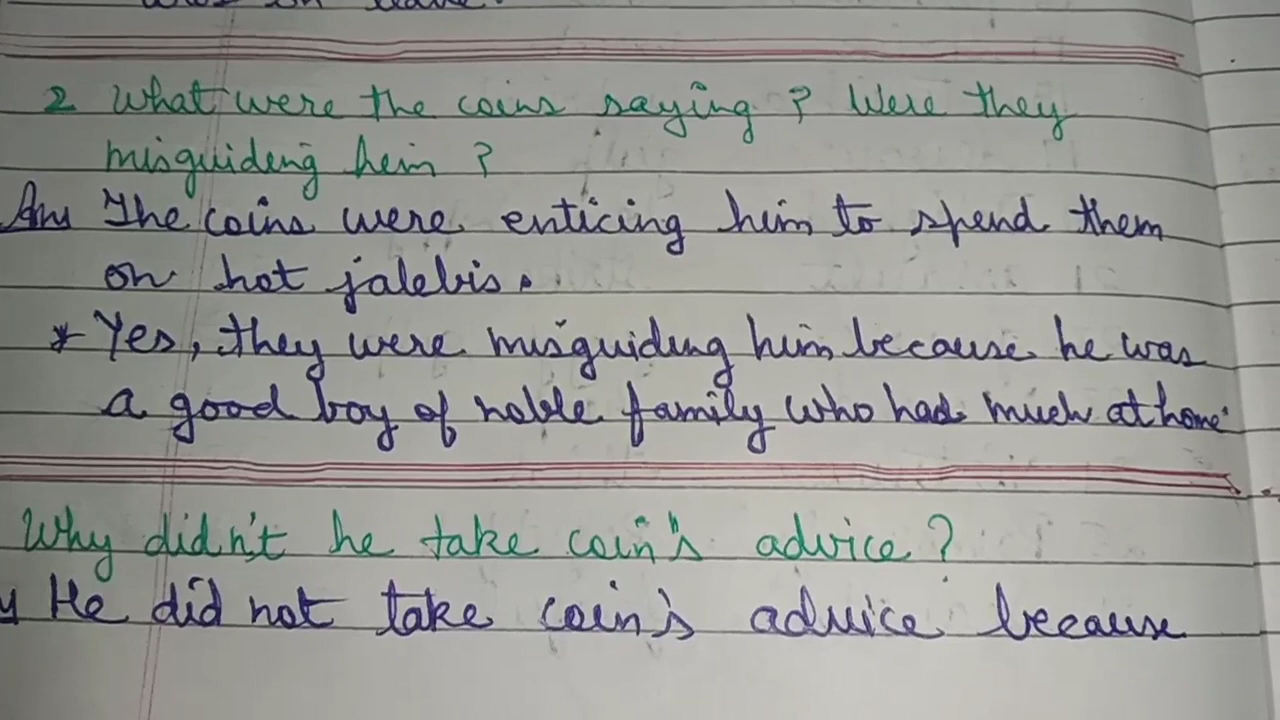 2 What were the coins saying? Were they
misguiding him?
Ans The coins were enticing him to spend them
on hot jalebis.
* Yes, they were misguiding him because he was
a good boy of noble family who had much at home
Why didn't he take coin's advice?
He did not take coin's advice because